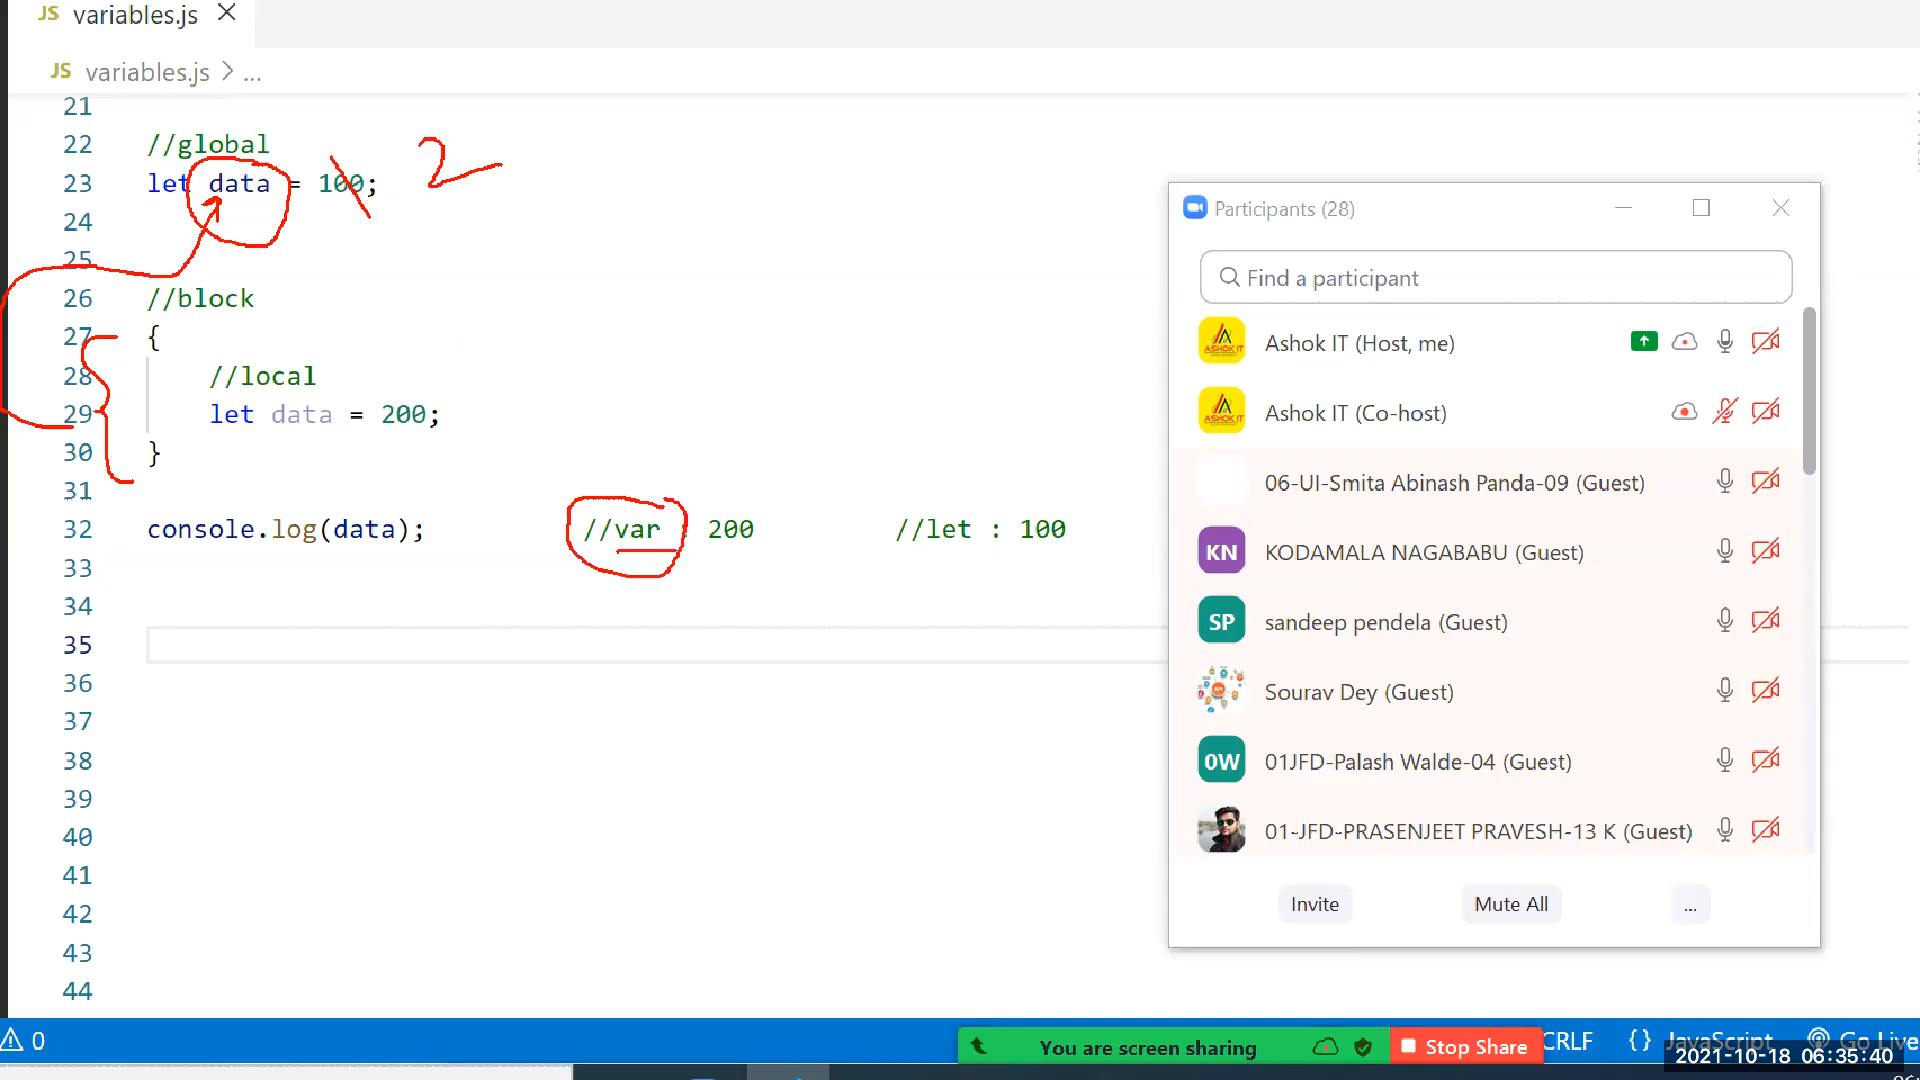 JS variables.js
JS variables.js > ...
21
22 //global
23 let data = 100; 2
24
25
26 //block
27 {
28 //local
29 let data = 200;
30 }
31
32 console.log(data); //var 200 //let : 100
33
34
35
36
37
38
39
40
41
42
43
44
Participants (28)
Find a participant
ASHOK IT Ashok IT (Host, me)
ASHOK IT Ashok IT (Co-host)
06-UI-Smita Abinash Panda-09 (Guest)
KN KODAMALA NAGABABU (Guest)
SP sandeep pendela (Guest)
Sourav Dey (Guest)
0W 01JFD-Palash Walde-04 (Guest)
01-JFD-PRASENJEET PRAVESH-13 K (Guest)
Invite Mute All ...
0 You are screen sharing Stop Share CRLF {} JavaScript Go Live
2021-10-18 06:35:40